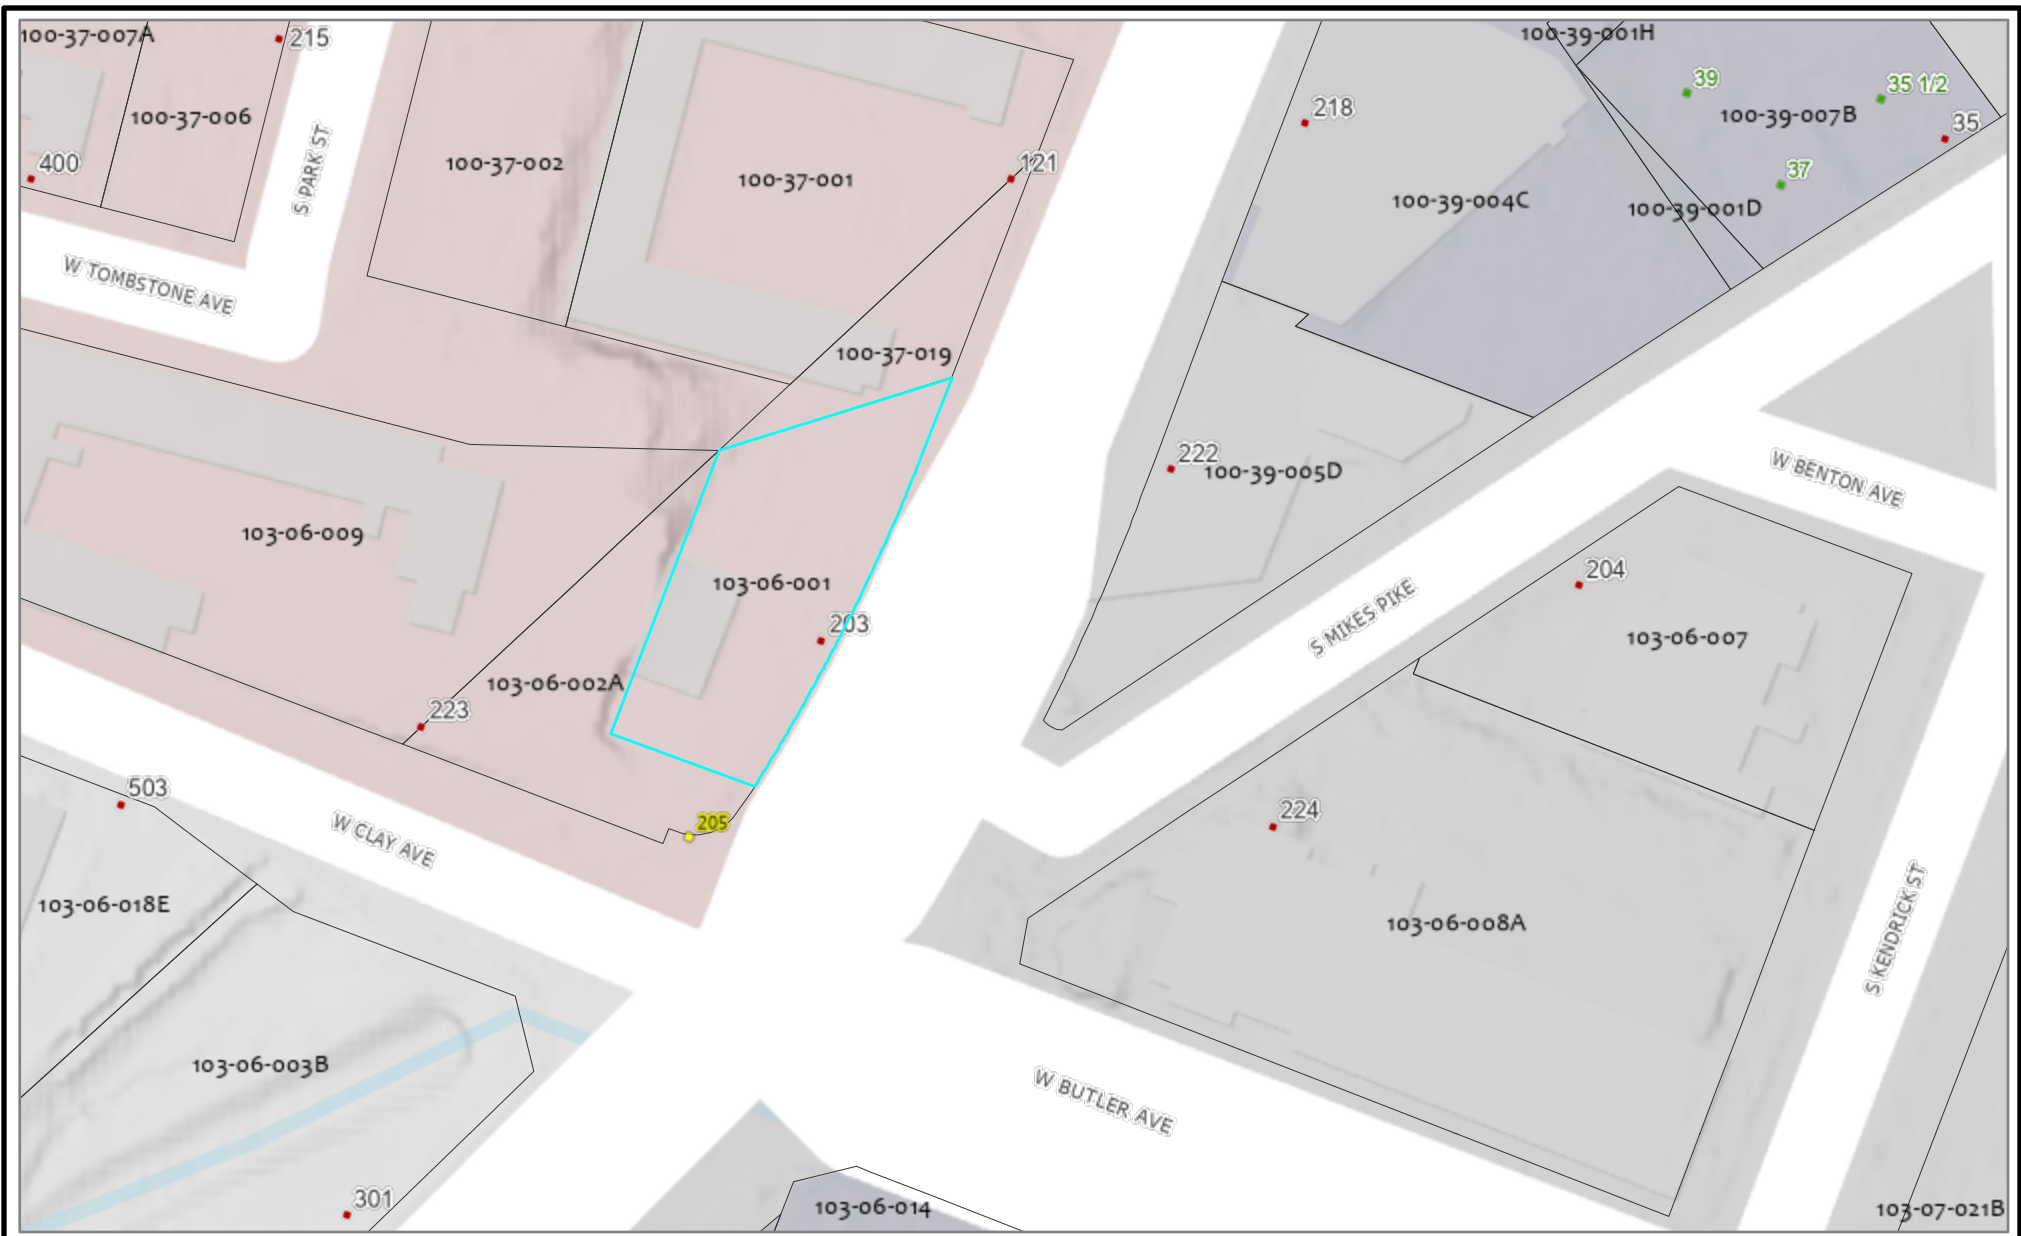 100-37-007A
215
100-39-001H
39
35 1/2
100-37-006
218
100-39-007B
35
400
S PARK ST
100-37-002
100-37-001
121
37
100-39-004C
100-39-001D
W TOMBSTONE AVE
100-37-019
222
100-39-005D
W BENTON AVE
103-06-009
103-06-001
204
203
S MIKES PIKE
103-06-007
103-06-002A
223
503
205
224
W CLAY AVE
103-06-018E
103-06-008A
S KENDRICK ST
103-06-003B
W BUTLER AVE
301
103-06-014
103-07-021B